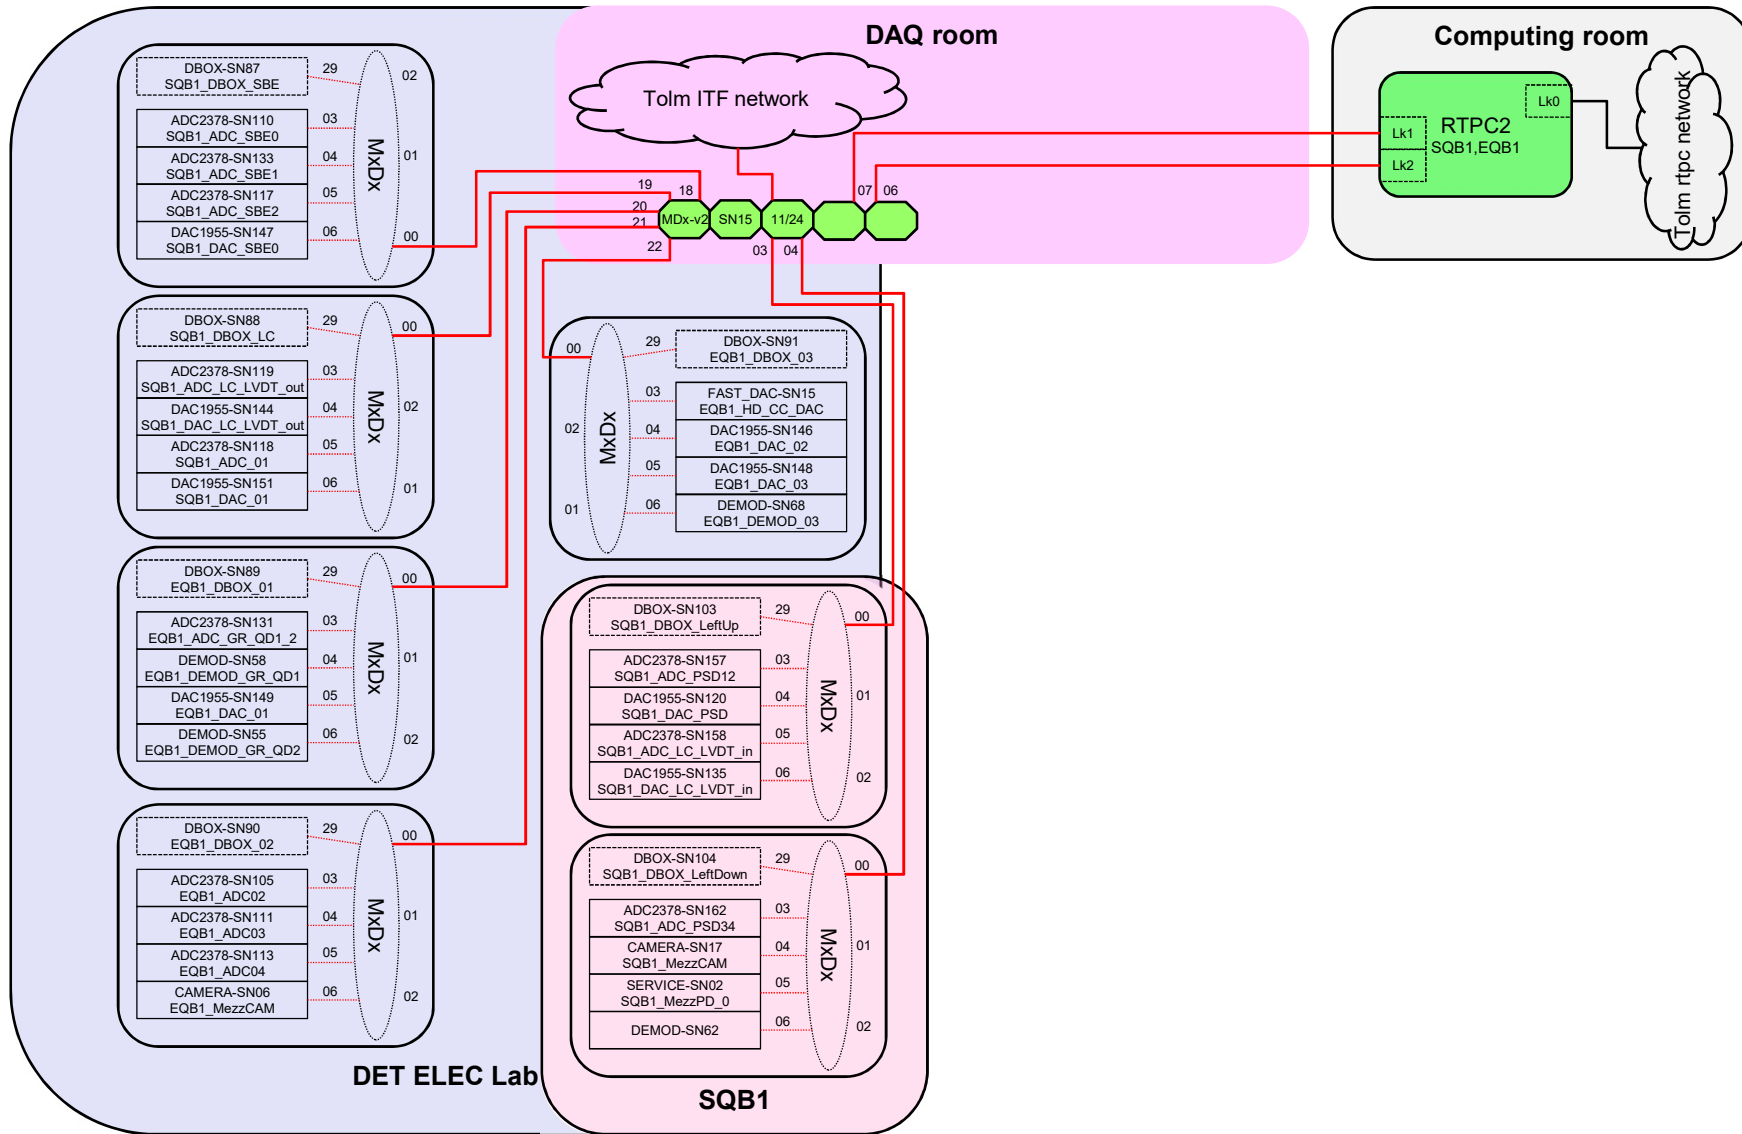 DAQ room
Computing room
Tolm ITF network
Tolm rtpc network
Lk0
Lk1
Lk2
RTPC2
SQB1,EQB1
07
06
19
18
20
21
22
MDx-v2
SN15
11/24
03
04
DBOX-SN87
SQB1_DBOX_SBE
29
02
ADC2378-SN110
SQB1_ADC_SBE0
03
ADC2378-SN133
SQB1_ADC_SBE1
04
01
ADC2378-SN117
SQB1_ADC_SBE2
05
DAC1955-SN147
SQB1_DAC_SBE0
06
00
MxDx
DBOX-SN88
SQB1_DBOX_LC
29
00
ADC2378-SN119
SQB1_ADC_LC_LVDT_out
03
DAC1955-SN144
SQB1_DAC_LC_LVDT_out
04
02
ADC2378-SN118
SQB1_ADC_01
05
DAC1955-SN151
SQB1_DAC_01
06
01
MxDx
DBOX-SN89
EQB1_DBOX_01
29
00
ADC2378-SN131
EQB1_ADC_GR_QD1_2
03
DEMOD-SN58
EQB1_DEMOD_GR_QD1
04
01
DAC1955-SN149
EQB1_DAC_01
05
DEMOD-SN55
EQB1_DEMOD_GR_QD2
06
02
MxDx
DBOX-SN90
EQB1_DBOX_02
29
00
ADC2378-SN105
EQB1_ADC02
03
ADC2378-SN111
EQB1_ADC03
04
01
ADC2378-SN113
EQB1_ADC04
05
CAMERA-SN06
EQB1_MezzCAM
06
02
MxDx
DET ELEC Lab
00
29
DBOX-SN91
EQB1_DBOX_03
03
FAST_DAC-SN15
EQB1_HD_CC_DAC
02
04
DAC1955-SN146
EQB1_DAC_02
05
DAC1955-SN148
EQB1_DAC_03
01
06
DEMOD-SN68
EQB1_DEMOD_03
MxDx
DBOX-SN103
SQB1_DBOX_LeftUp
29
00
ADC2378-SN157
SQB1_ADC_PSD12
03
DAC1955-SN120
SQB1_DAC_PSD
04
01
ADC2378-SN158
SQB1_ADC_LC_LVDT_in
05
DAC1955-SN135
SQB1_DAC_LC_LVDT_in
06
02
MxDx
DBOX-SN104
SQB1_DBOX_LeftDown
29
00
ADC2378-SN162
SQB1_ADC_PSD34
03
CAMERA-SN17
SQB1_MezzCAM
04
01
SERVICE-SN02
SQB1_MezzPD_0
05
DEMOD-SN62
06
02
MxDx
SQB1